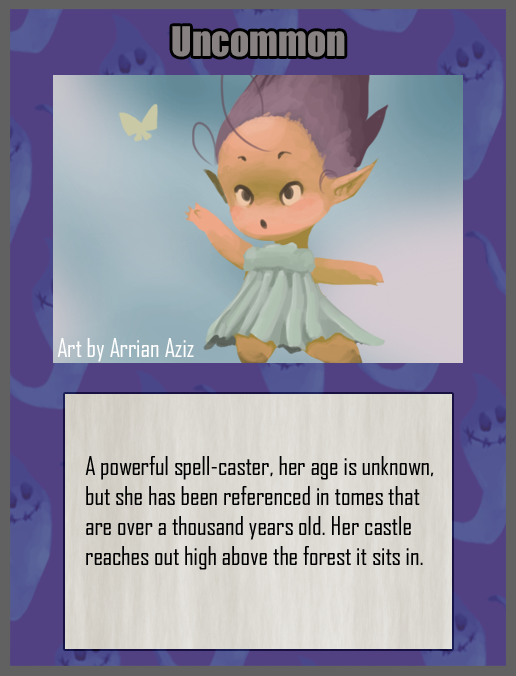 Uncommon
Art by Arrian Aziz
A powerful spell-caster, her age is unknown,
but she has been referenced in tomes that
are over a thousand years old. Her castle
reaches out high above the forest it sits in.